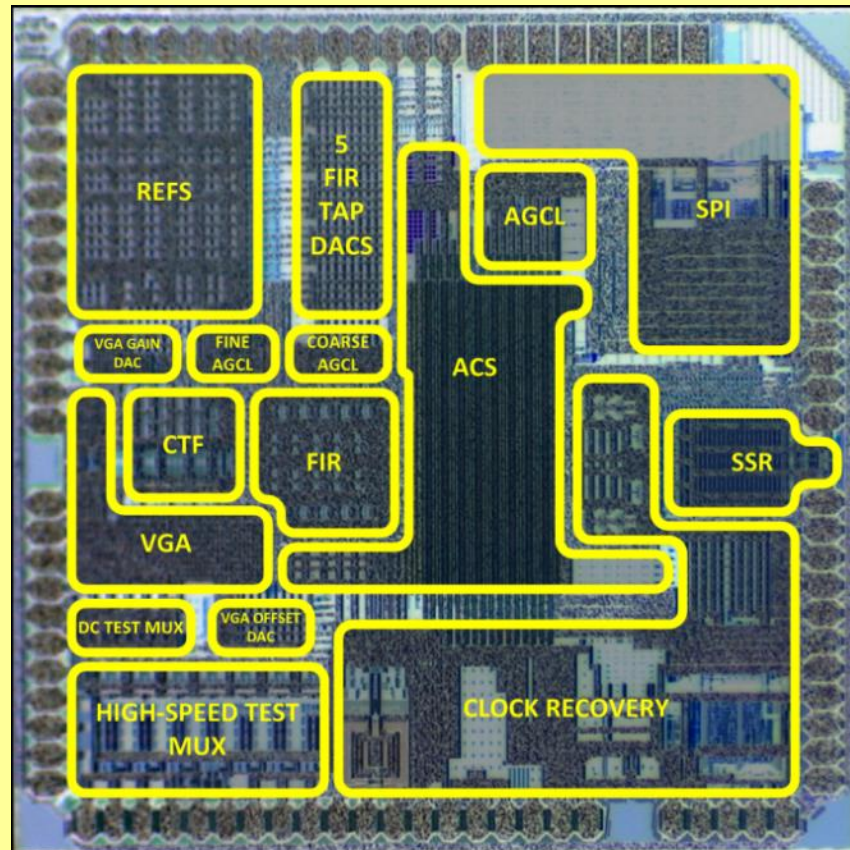 REFS
5
FIR
TAP
DACS
AGCL
SPI
VGA GAIN
DAC
FINE
AGCL
COARSE
AGCL
ACS
CTF
FIR
SSR
VGA
DC TEST MUX
VGA OFFSET
DAC
HIGH-SPEED TEST
MUX
CLOCK RECOVERY